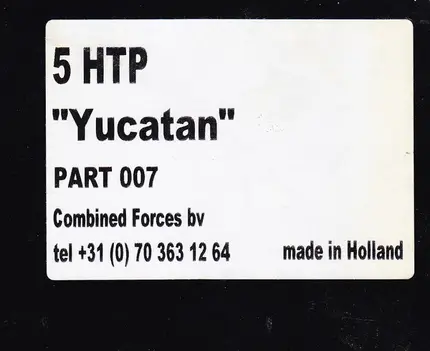 5 HTP
"Yucatan"
PART 007
Combined Forces bv
tel +31 (0) 70 363 12 64 made in Holland